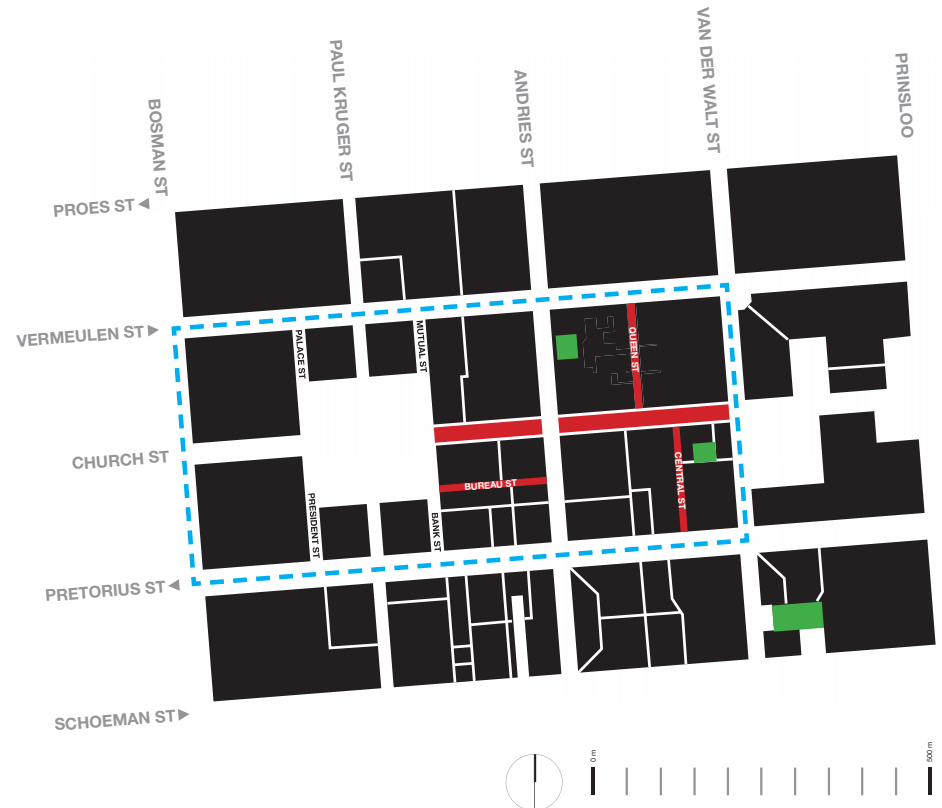 BOSMAN ST
PAUL KRUGER ST
ANDRIES ST
VAN DER WALT ST
PRINSLOO
PROES ST
VERMEULEN ST
PALACE ST
MUTUAL ST
QUEEN ST
CHURCH ST
BUREAU ST
CENTRAL ST
PRESIDENT ST
BANK ST
PRETORIUS ST
SCHOEMAN ST
0 m
500 m